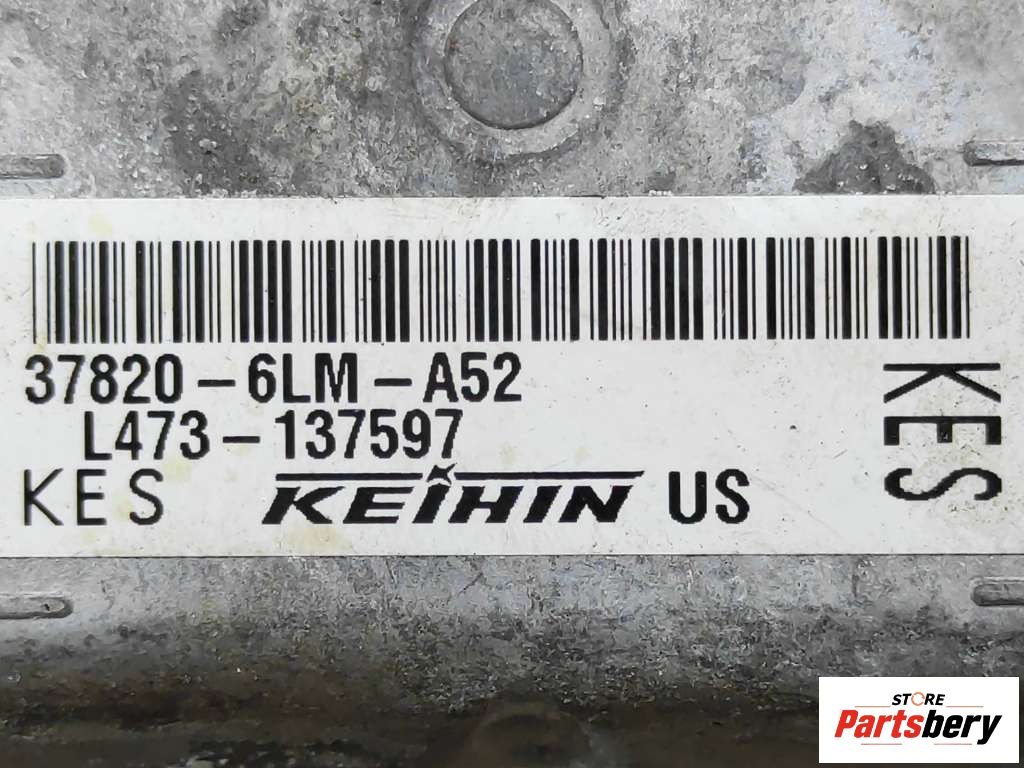 37820-6LM-A52
L473-137597
KES KEIHIN US
KES
STORE
Partsbery